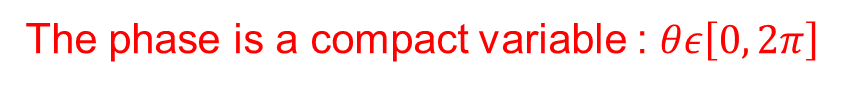 The phase is a compact variable : θϵ[0, 2π]